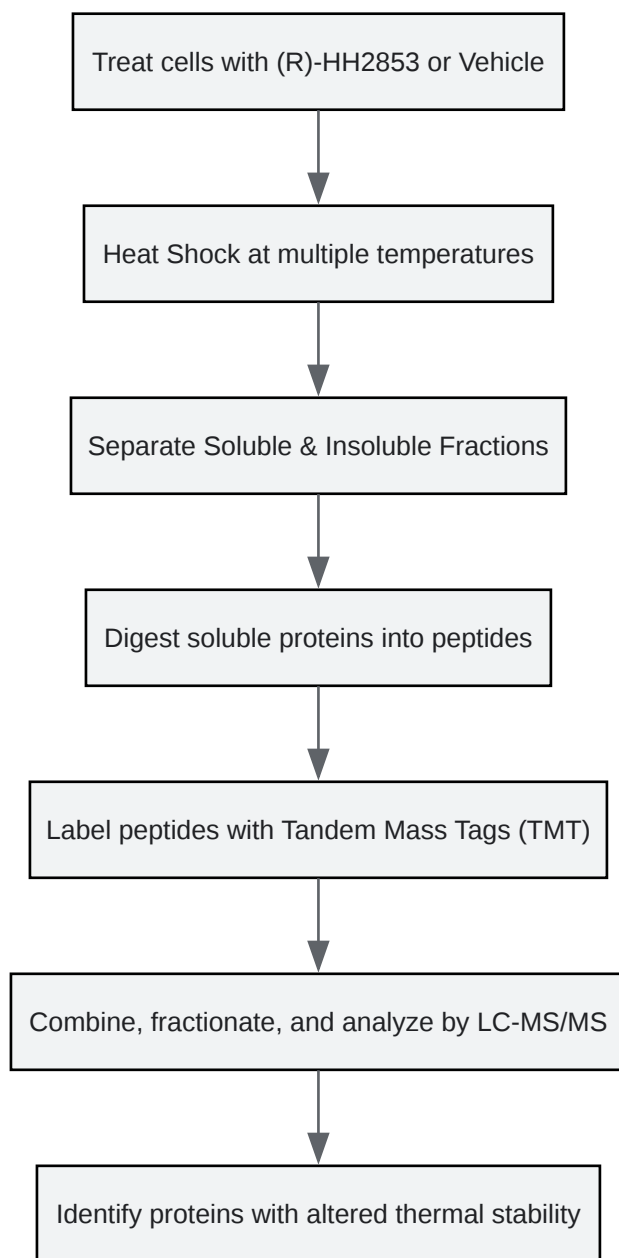 Treat cells with (R)-HH2853 or Vehicle
Heat Shock at multiple temperatures
Separate Soluble & Insoluble Fractions
Digest soluble proteins into peptides
Label peptides with Tandem Mass Tags (TMT)
Combine, fractionate, and analyze by LC-MS/MS
Identify proteins with altered thermal stability